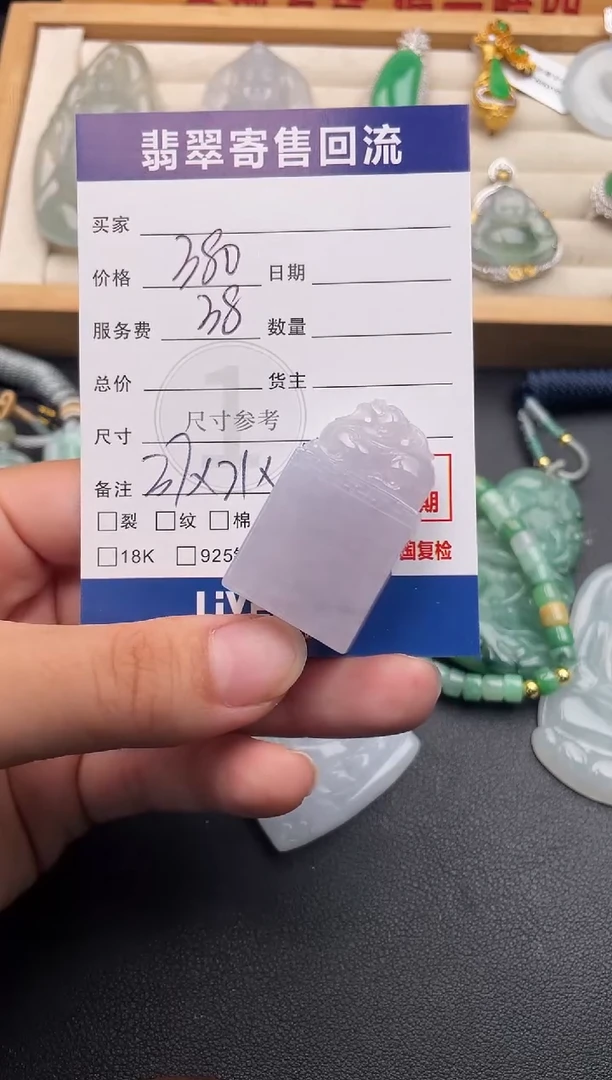 翡翠寄售回流
买家
价格 380 日期
服务费 38 数量
总价 货主
尺寸 尺寸参考
备注
裂 纹 棉
18K 925
期
国复检